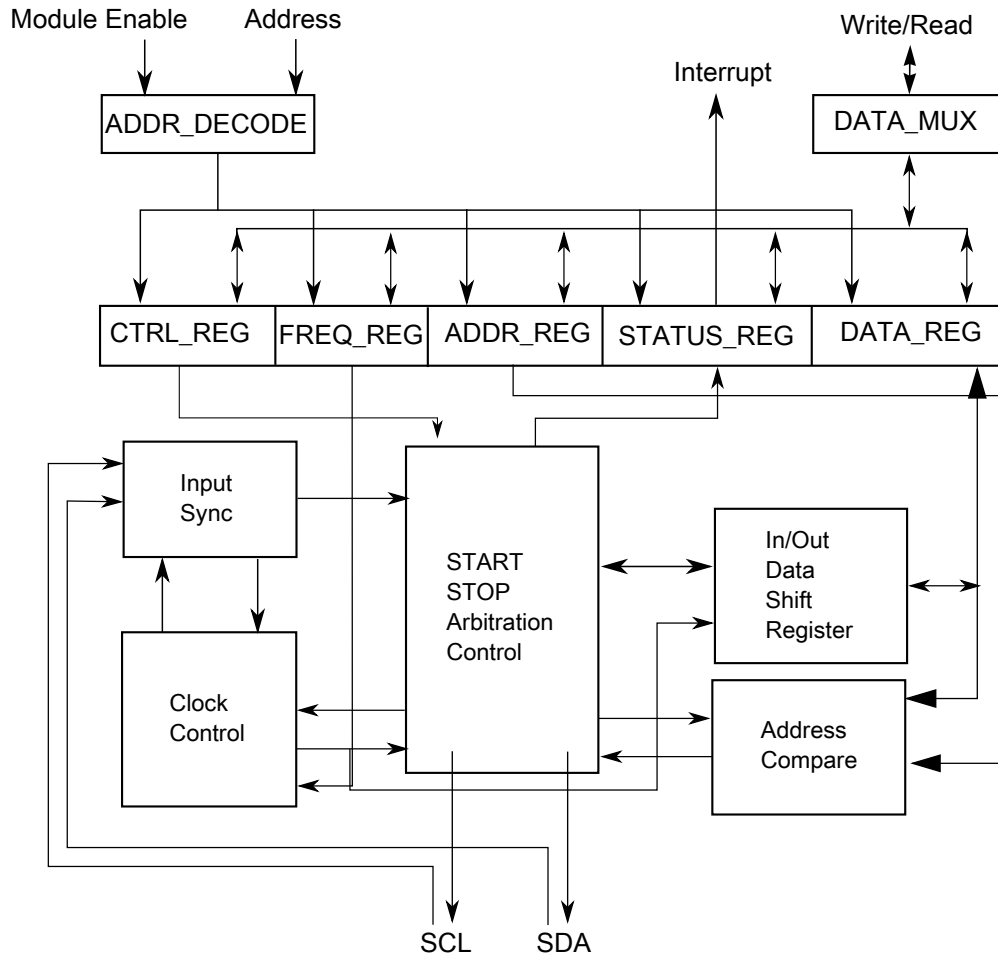 Module Enable
Address
Write/Read
Interrupt
ADDR_DECODE
DATA_MUX
CTRL_REG
FREQ_REG
ADDR_REG
STATUS_REG
DATA_REG
Input
Sync
START
STOP
Arbitration
Control
In/Out
Data
Shift
Register
Clock
Control
Address
Compare
SCL
SDA